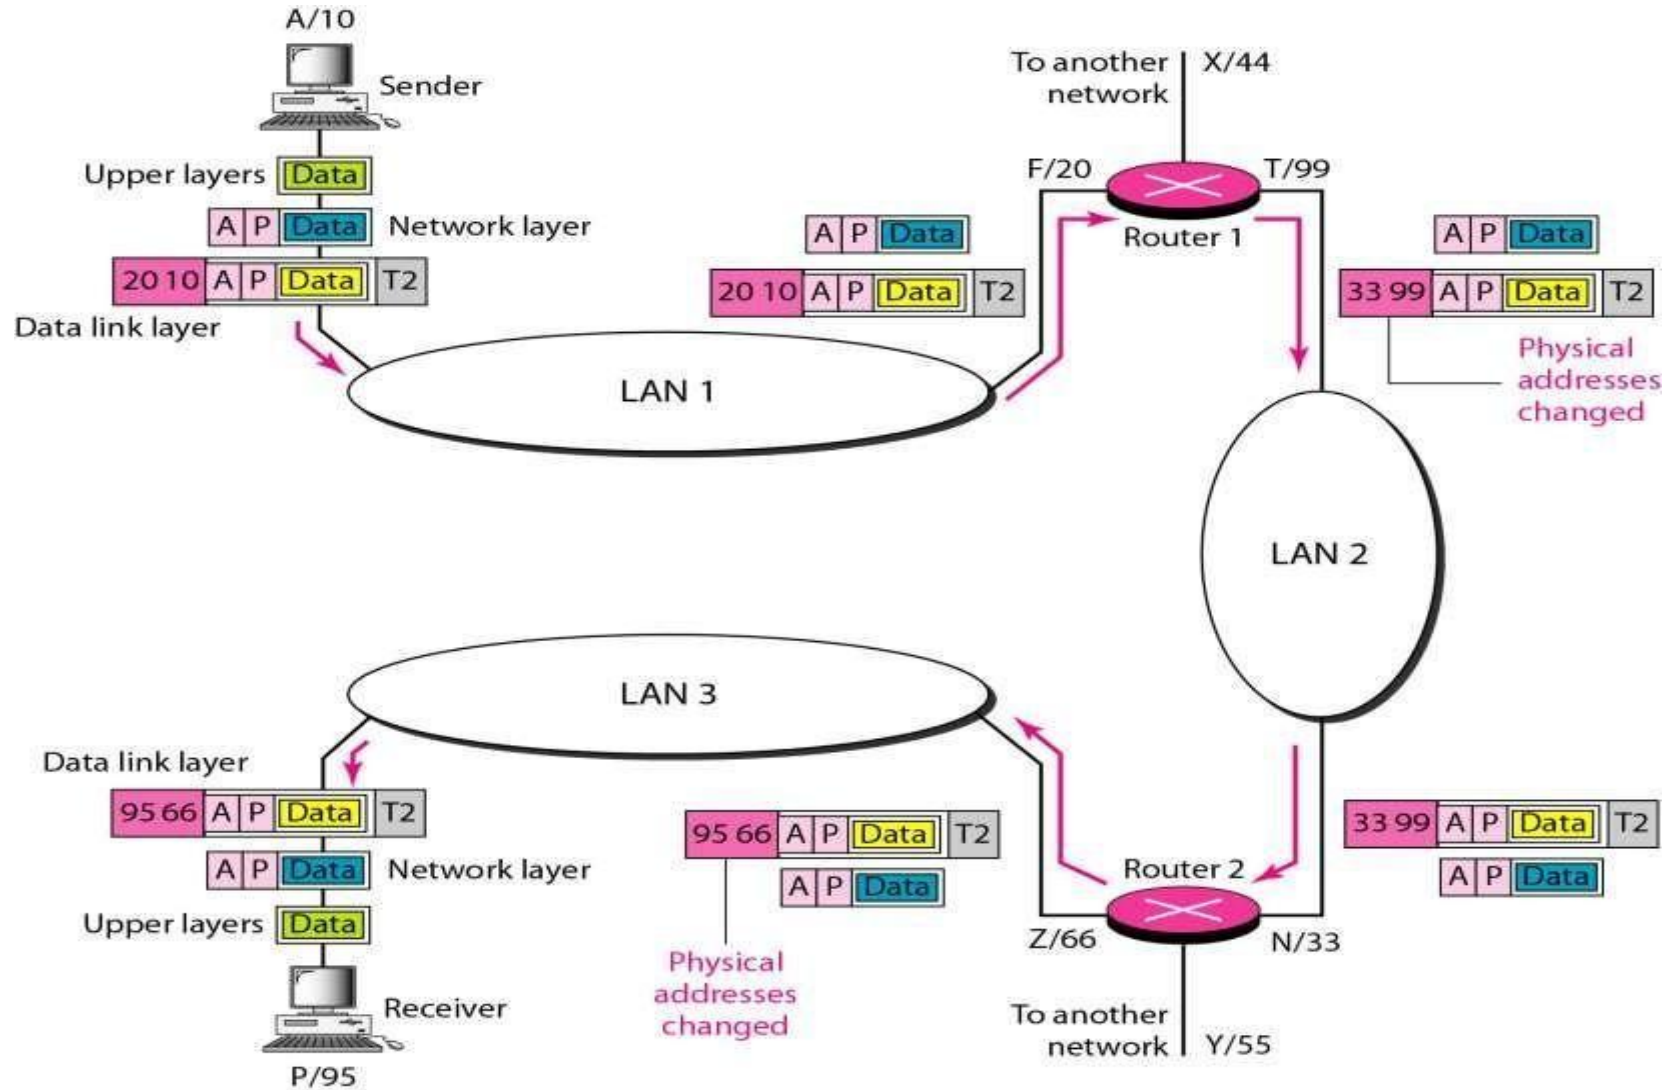 A/10
Sender
Upper layers Data
A P Data Network layer
20 10 A P Data T2
Data link layer
LAN 1
To another
network
X/44
F/20
T/99
Router 1
A P Data
20 10 A P Data T2
A P Data
33 99 A P Data T2
Physical
addresses
changed
LAN 2
33 99 A P Data T2
A P Data
Router 2
Z/66
N/33
To another
network
Y/55
95 66 A P Data T2
A P Data
Physical
addresses
changed
LAN 3
Data link layer
95 66 A P Data T2
A P Data Network layer
Upper layers Data
Receiver
P/95